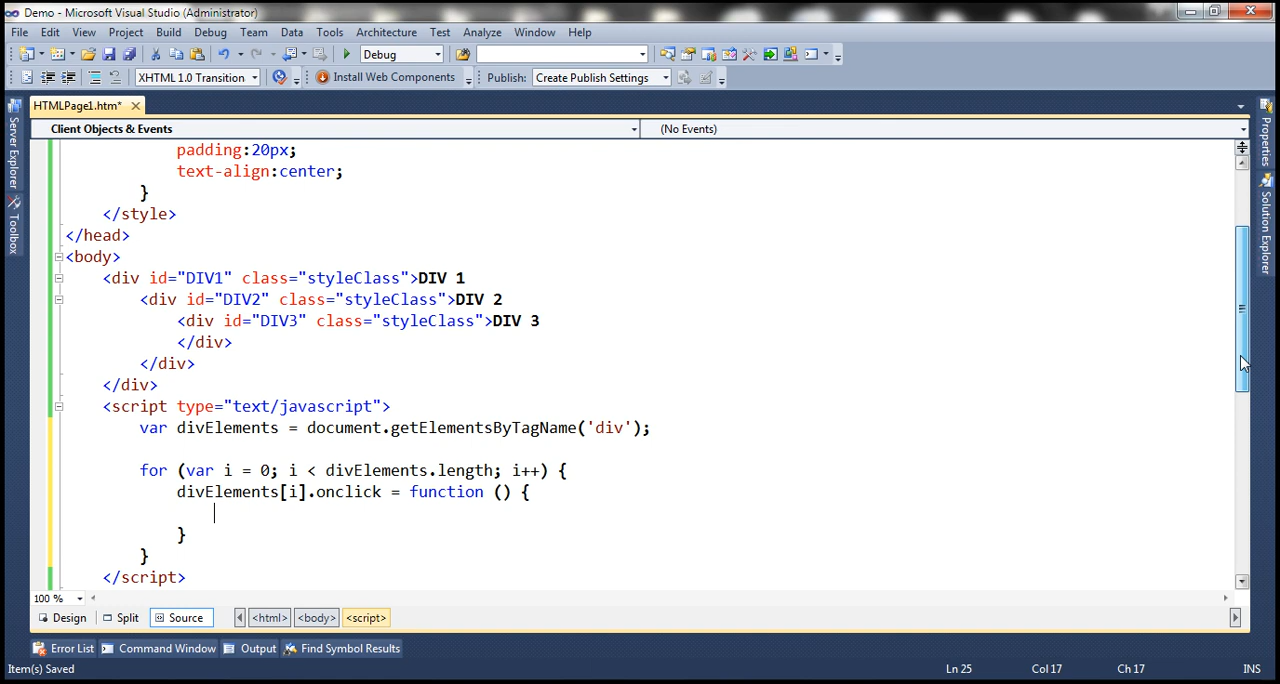 Demo - Microsoft Visual Studio (Administrator)
File Edit View Project Build Debug Team Data Tools Architecture Test Analyze Window Help
Debug
XHTML 1.0 Transition Install Web Components Publish: Create Publish Settings
HTMLPage1.htm*
Client Objects & Events (No Events)
Server Explorer
Toolbox
Properties
Solution Explorer
padding:20px;
text-align:center;
}
</style>
</head>
<body>
<div id="DIV1" class="styleClass">DIV 1
<div id="DIV2" class="styleClass">DIV 2
<div id="DIV3" class="styleClass">DIV 3
</div>
</div>
</div>
<script type="text/javascript">
var divElements = document.getElementsByTagName('div');
for (var i = 0; i < divElements.length; i++) {
divElements[i].onclick = function () {
}
}
</script>
100 %
Design Split Source <html> <body> <script>
Error List Command Window Output Find Symbol Results
Item(s) Saved Ln 25 Col 17 Ch 17 INS